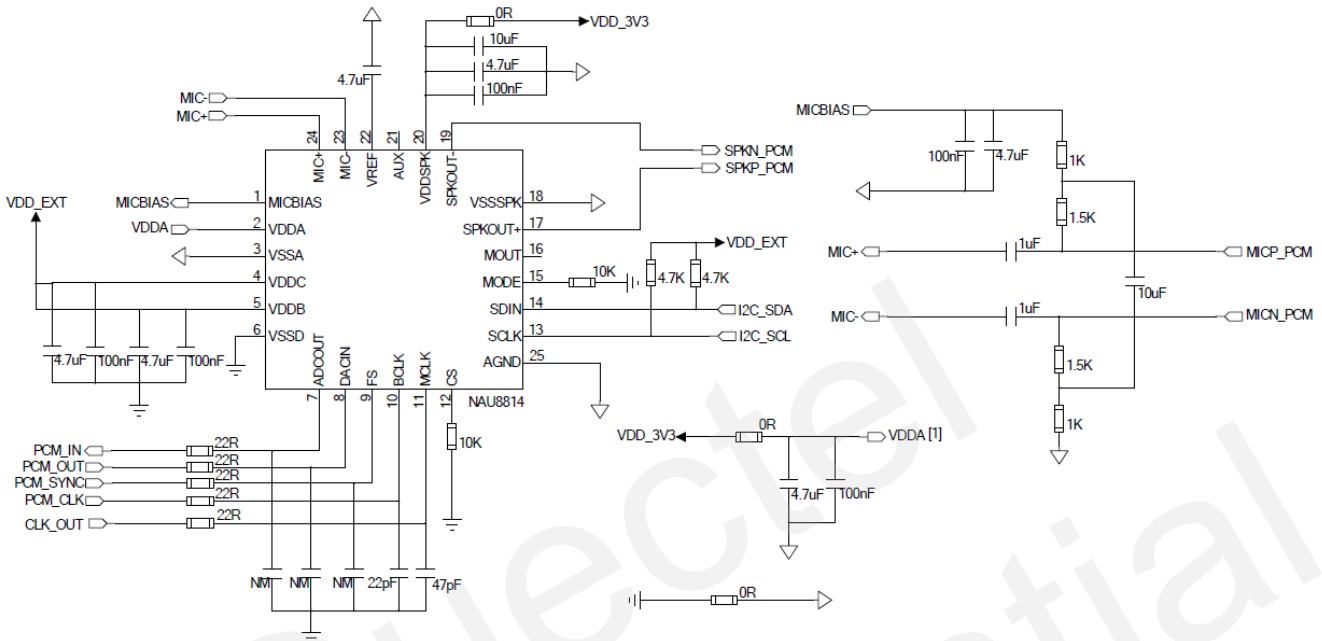 0R
VDD_3V3
10uF
4.7uF
100nF
4.7uF
MIC-
MIC+
24
23
22
21
20
19
MIC+
MIC-
VREF
AUX
VDDSPK
SPKOUT-
SPKN_PCM
SPKP_PCM
VDD_EXT
MICBIAS
1
MICBIAS
VDDA
2
VDDA
3
VSSA
4
VDDC
5
VDDB
6
VSSD
4.7uF
100nF
4.7uF
100nF
VSSSPK
18
SPKOUT+
17
MOUT
16
MODE
15
10K
SDIN
14
I2C_SDA
SCLK
13
I2C_SCL
AGND
25
VDD_EXT
4.7K
4.7K
ADCOUT
DACIN
FS
BCLK
MCLK
CS
7
8
9
10
11
12
NAU8814
10K
PCM_IN
22R
PCM_OUT
22R
PCM_SYNC
22R
PCM_CLK
22R
CLK_OUT
22R
NM
NM
NM
22pF
47pF
MICBIAS
100nF
4.7uF
1K
1.5K
MIC+
1uF
MICP_PCM
10uF
MIC-
1uF
MICN_PCM
1.5K
1K
VDD_3V3
0R
VDDA [1]
4.7uF
100nF
0R